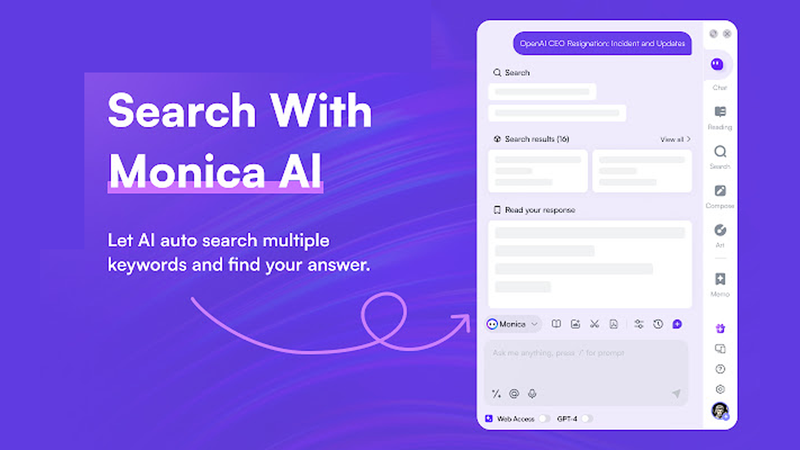 Search With
Monica AI
Let AI auto search multiple
keywords and find your answer.
OpenAI CEO Resignation: Incident and Updates
Search
Search results (16)
View all
Read your response
Monica
Ask me anything, press '/' for prompt
Web Access
GPT-4
Chat
Reading
Search
Compose
Art
Memo